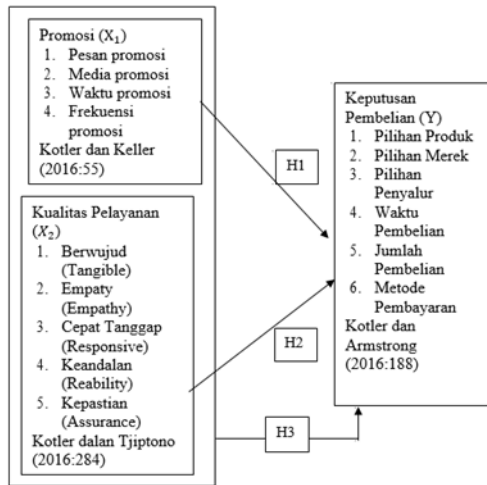 Promosi (X₁)
1. Pesan promosi
2. Media promosi
3. Waktu promosi
4. Frekuensi
promosi
Kotler dan Keller
(2016:55)
Kualitas Pelayanan
(X₂)
1. Berwujud
(Tangible)
2. Empaty
(Empathy)
3. Cepat Tanggap
(Responsive)
4. Keandalan
(Reability)
5. Kepastian
(Assurance)
Kotler dalan Tjiptono
(2016:284)
H1
H2
H3
Keputusan
Pembelian (Y)
1. Pilihan Produk
2. Pilihan Merek
3. Pilihan
Penyalur
4. Waktu
Pembelian
5. Jumlah
Pembelian
6. Metode
Pembayaran
Kotler dan
Armstrong
(2016:188)